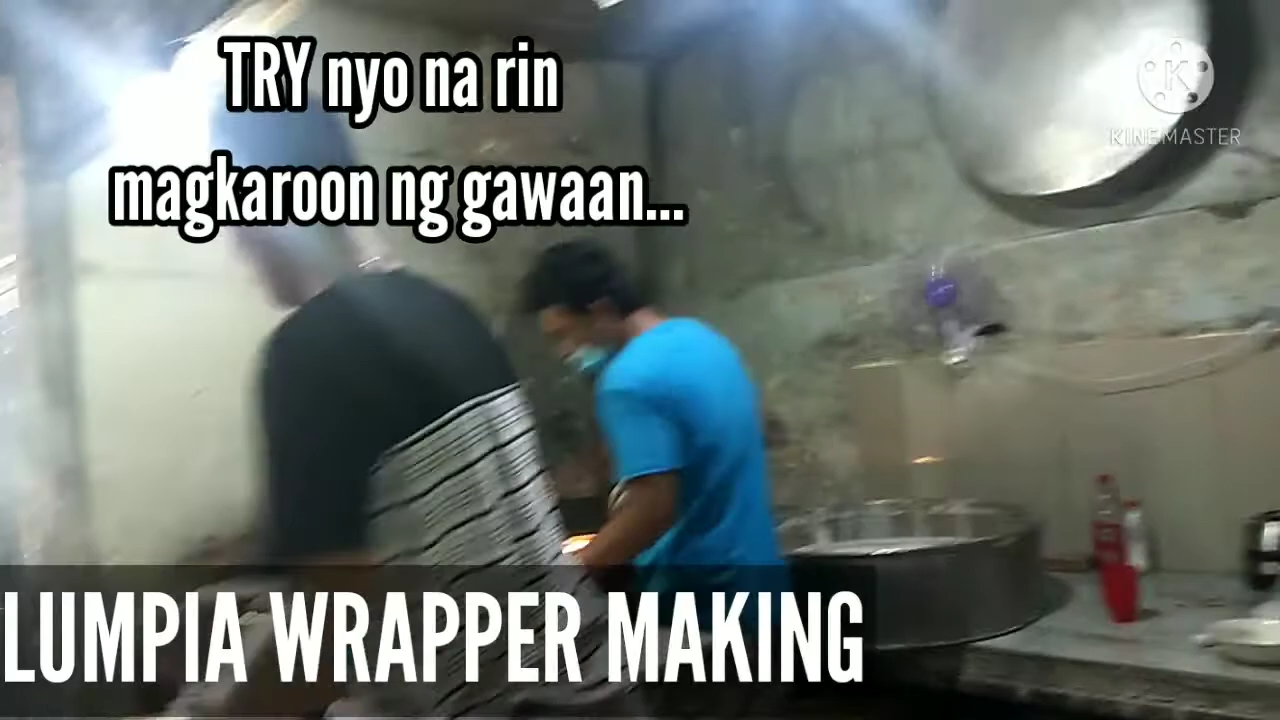 TRY nyo na rin
K
KINEMASTER
magkaroon ng gawaan...
LUMPIA WRAPPER MAKING